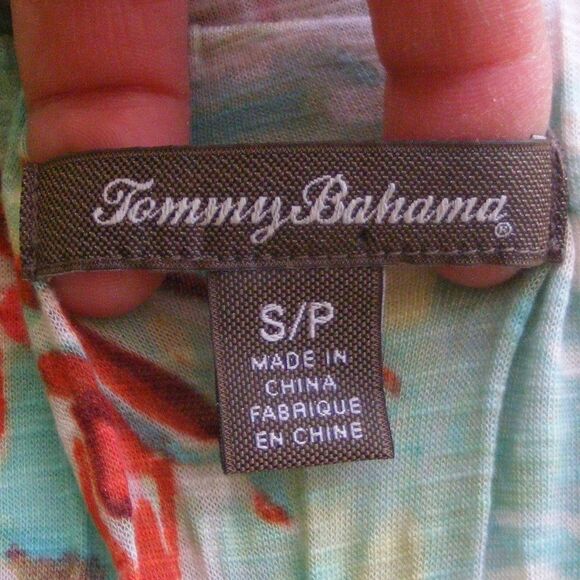 Tommy Bahama®
S/P
MADE IN
CHINA
FABRIQUE
EN CHINE